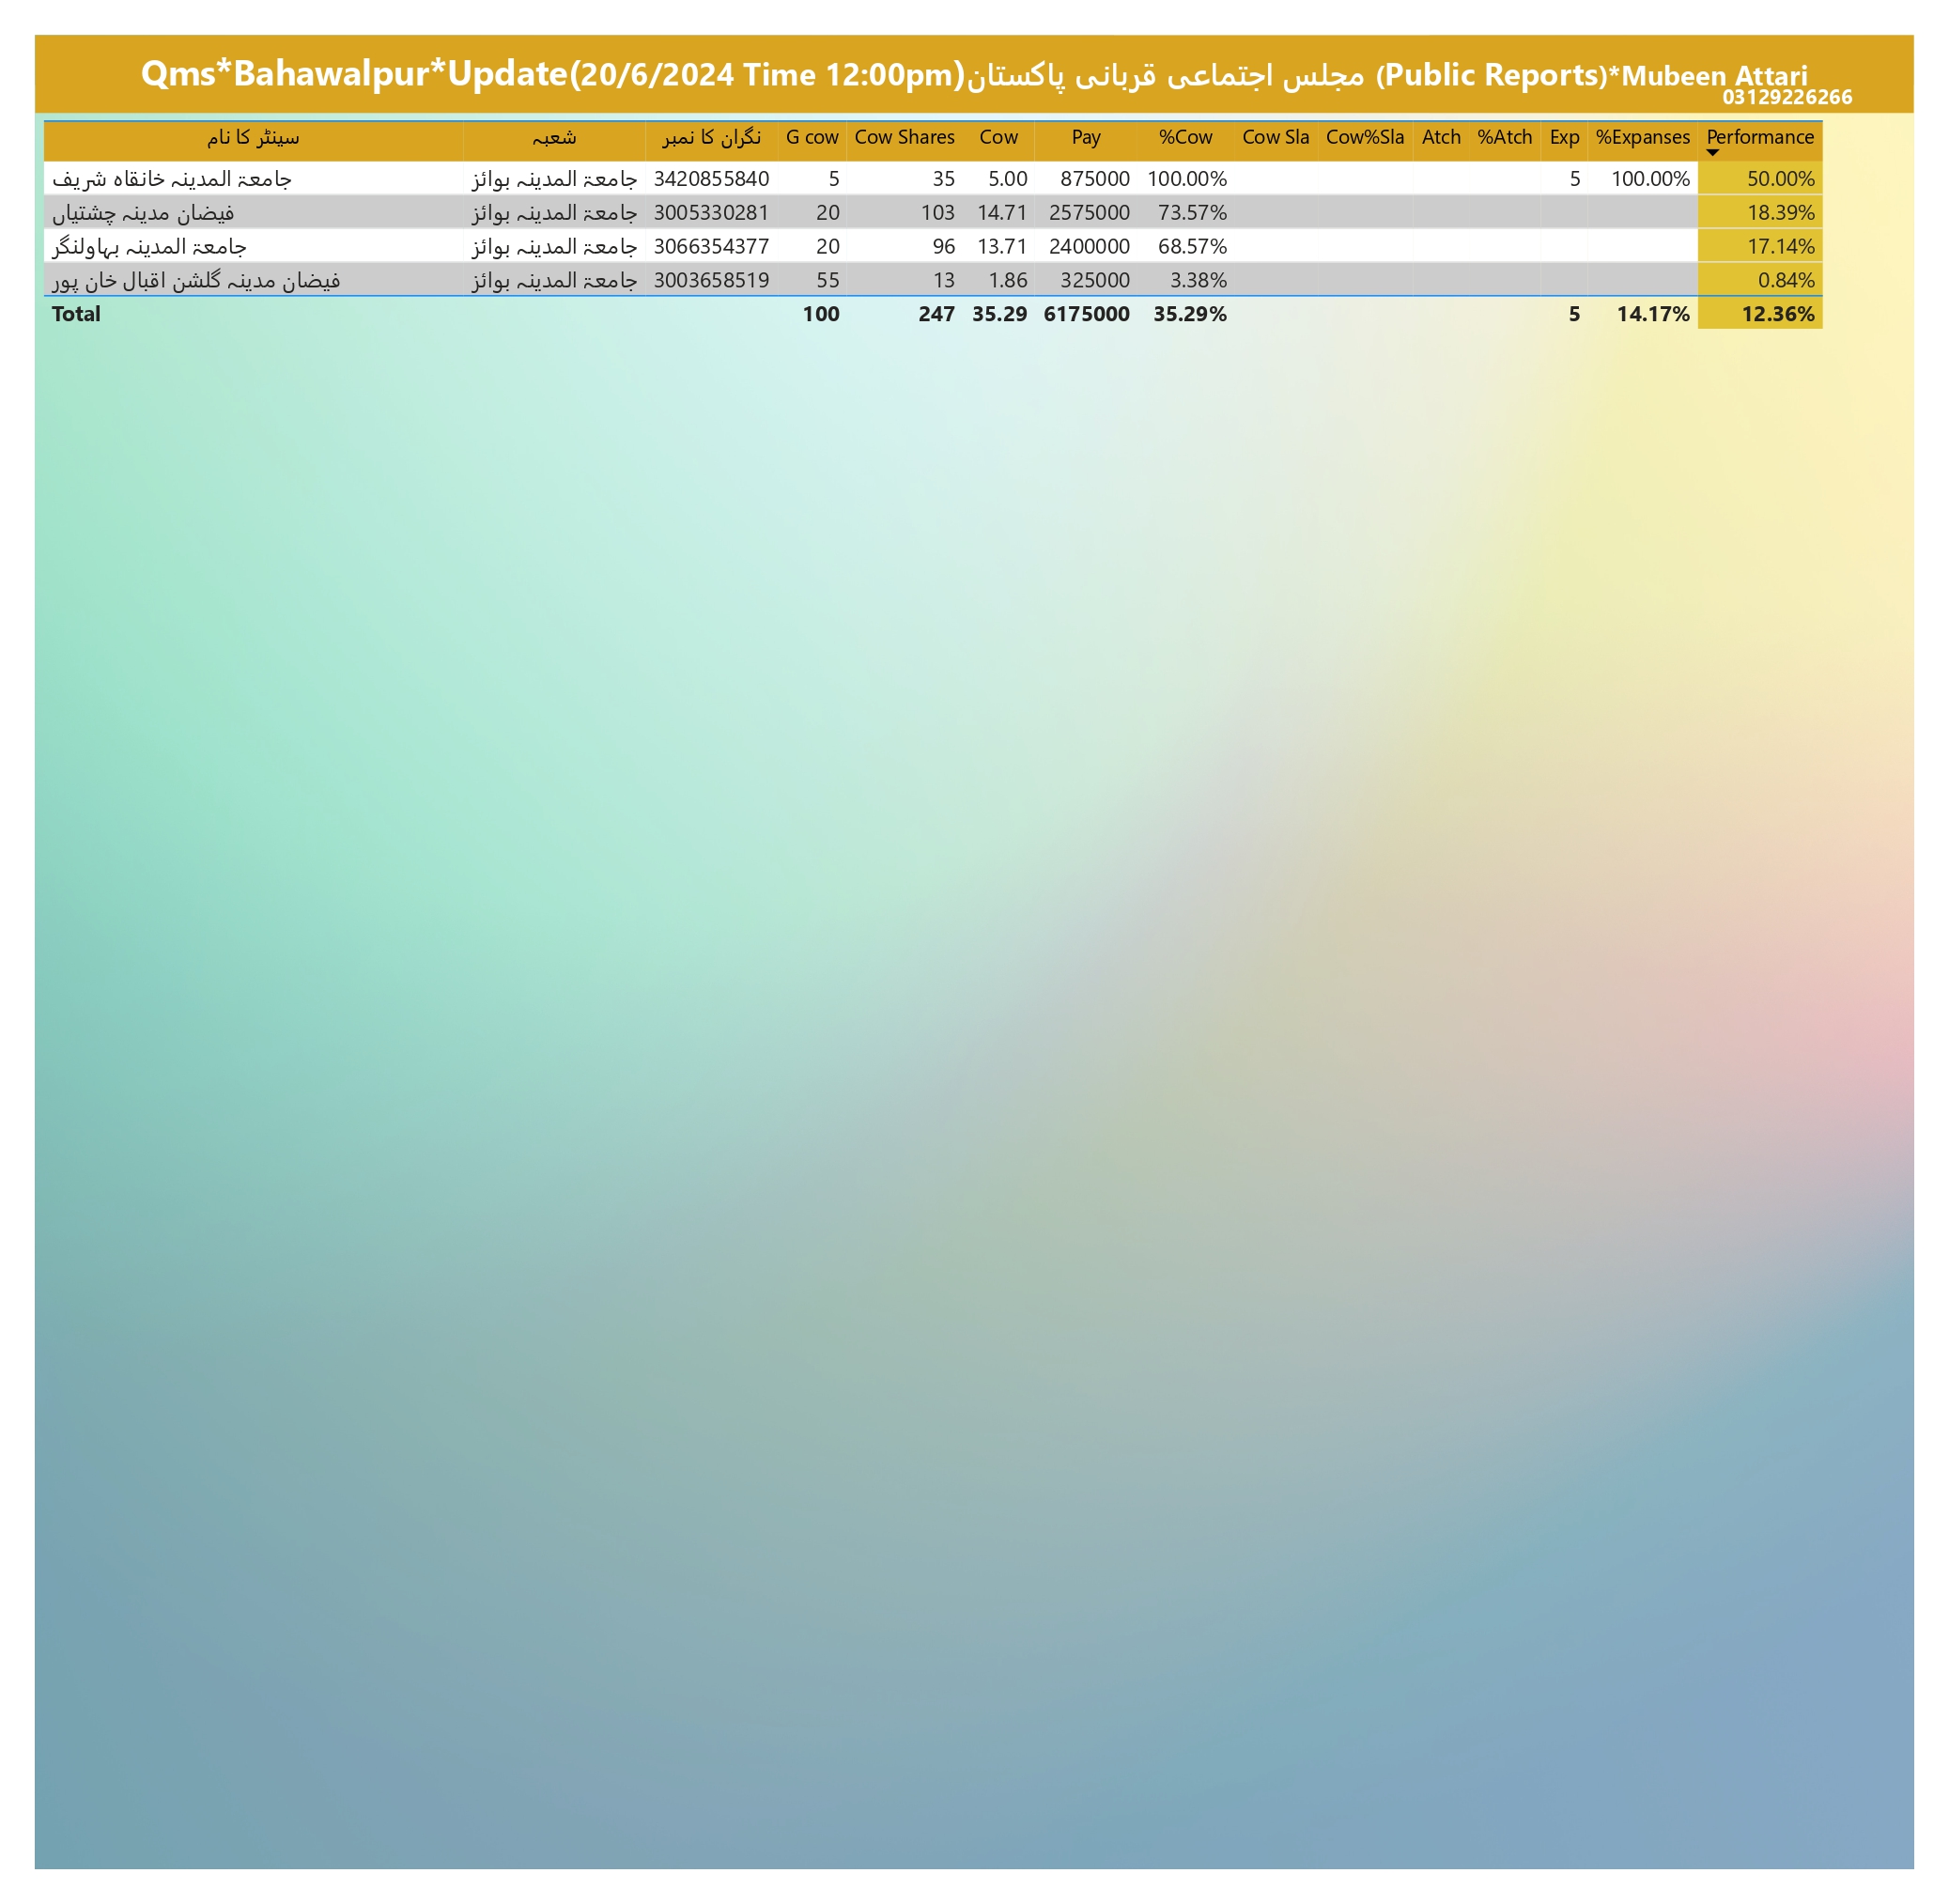 Qms*Bahawalpur*Update(20/6/2024 Time 12:00pm)مجلس اجتماعی قربانی پاکستان (Public Reports)*Mubeen Attari
03129226266
سینٹر کا نام شعبہ نگران کا نمبر G cow Cow Shares Cow Pay %Cow Cow Sla Cow%Sla Atch %Atch Exp %Expanses Performance
جامعۃ المدینہ خانقاہ شریف جامعۃ المدینہ بوائز 3420855840 5 35 5.00 875000 100.00% 5 100.00% 50.00%
فیضان مدینہ چشتیاں جامعۃ المدینہ بوائز 3005330281 20 103 14.71 2575000 73.57% 18.39%
جامعۃ المدینہ بہاولنگر جامعۃ المدینہ بوائز 3066354377 20 96 13.71 2400000 68.57% 17.14%
فیضان مدینہ گلشن اقبال خان پور جامعۃ المدینہ بوائز 3003658519 55 13 1.86 325000 3.38% 0.84%
Total 100 247 35.29 6175000 35.29% 5 14.17% 12.36%